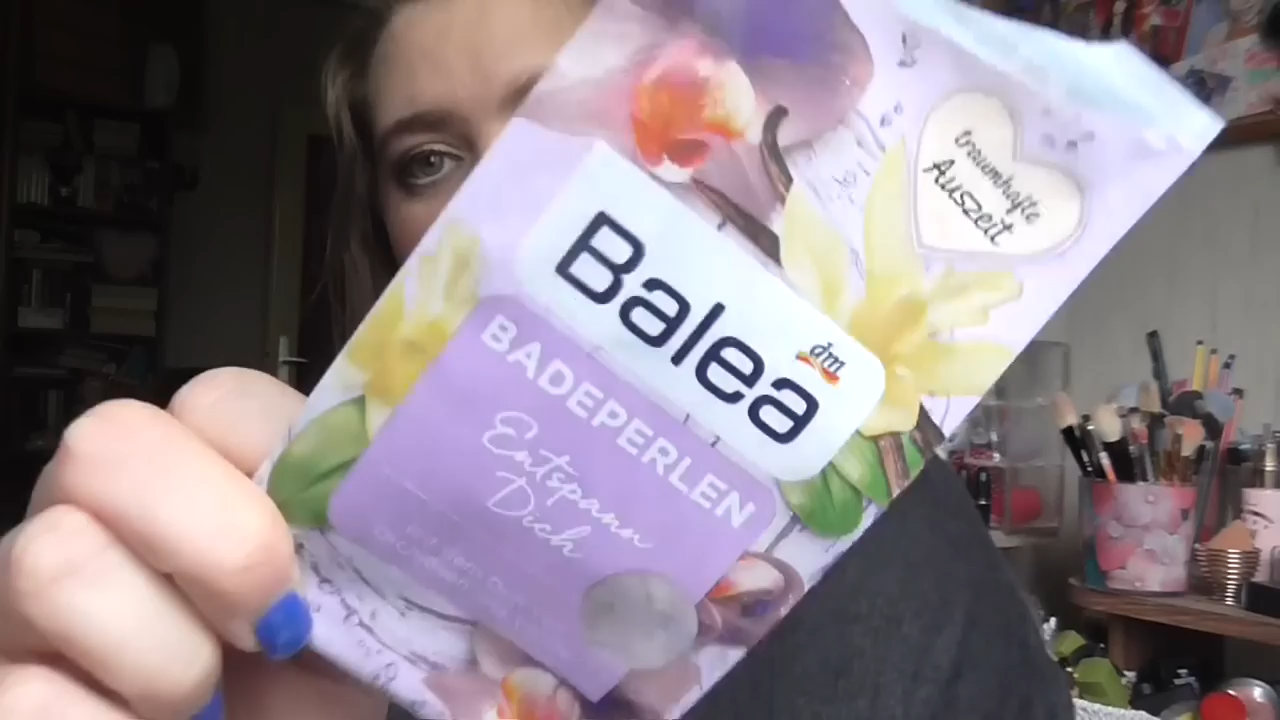 traumhafte
Auszeit
Balea
dm
BADEPERLEN
Entspann
Dich